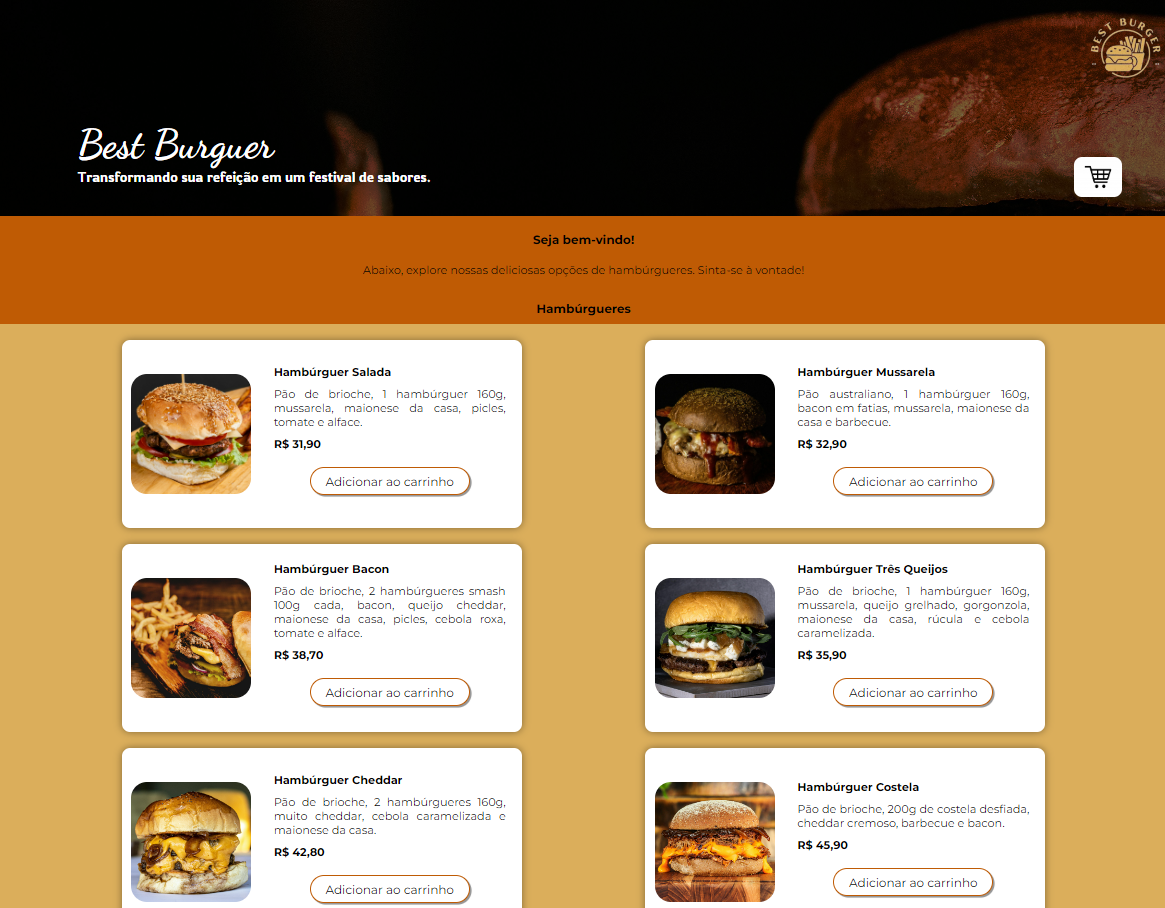 BEST BURGER
Best Burguer
Transformando sua refeição em um festival de sabores.
Seja bem-vindo!
Abaixo, explore nossas deliciosas opções de hambúrgueres. Sinta-se à vontade!
Hambúrgueres
Hambúrguer Salada
Pão de brioche, 1 hambúrguer 160g,
mussarela, maionese da casa, picles,
tomate e alface.
R$ 31,90
Adicionar ao carrinho
Hambúrguer Mussarela
Pão australiano, 1 hambúrguer 160g,
bacon em fatias, mussarela, maionese da
casa e barbecue.
R$ 32,90
Adicionar ao carrinho
Hambúrguer Bacon
Pão de brioche, 2 hambúrgueres smash
100g cada, bacon, queijo cheddar,
maionese da casa, picles, cebola roxa,
tomate e alface.
R$ 38,70
Adicionar ao carrinho
Hambúrguer Três Queijos
Pão de brioche, 1 hambúrguer 160g,
mussarela, queijo grelhado, gorgonzola,
maionese da casa, rúcula e cebola
caramelizada.
R$ 35,90
Adicionar ao carrinho
Hambúrguer Cheddar
Pão de brioche, 2 hambúrgueres 160g,
muito cheddar, cebola caramelizada e
maionese da casa.
R$ 42,80
Adicionar ao carrinho
Hambúrguer Costela
Pão de brioche, 200g de costela desfiada,
cheddar cremoso, barbecue e bacon.
R$ 45,90
Adicionar ao carrinho